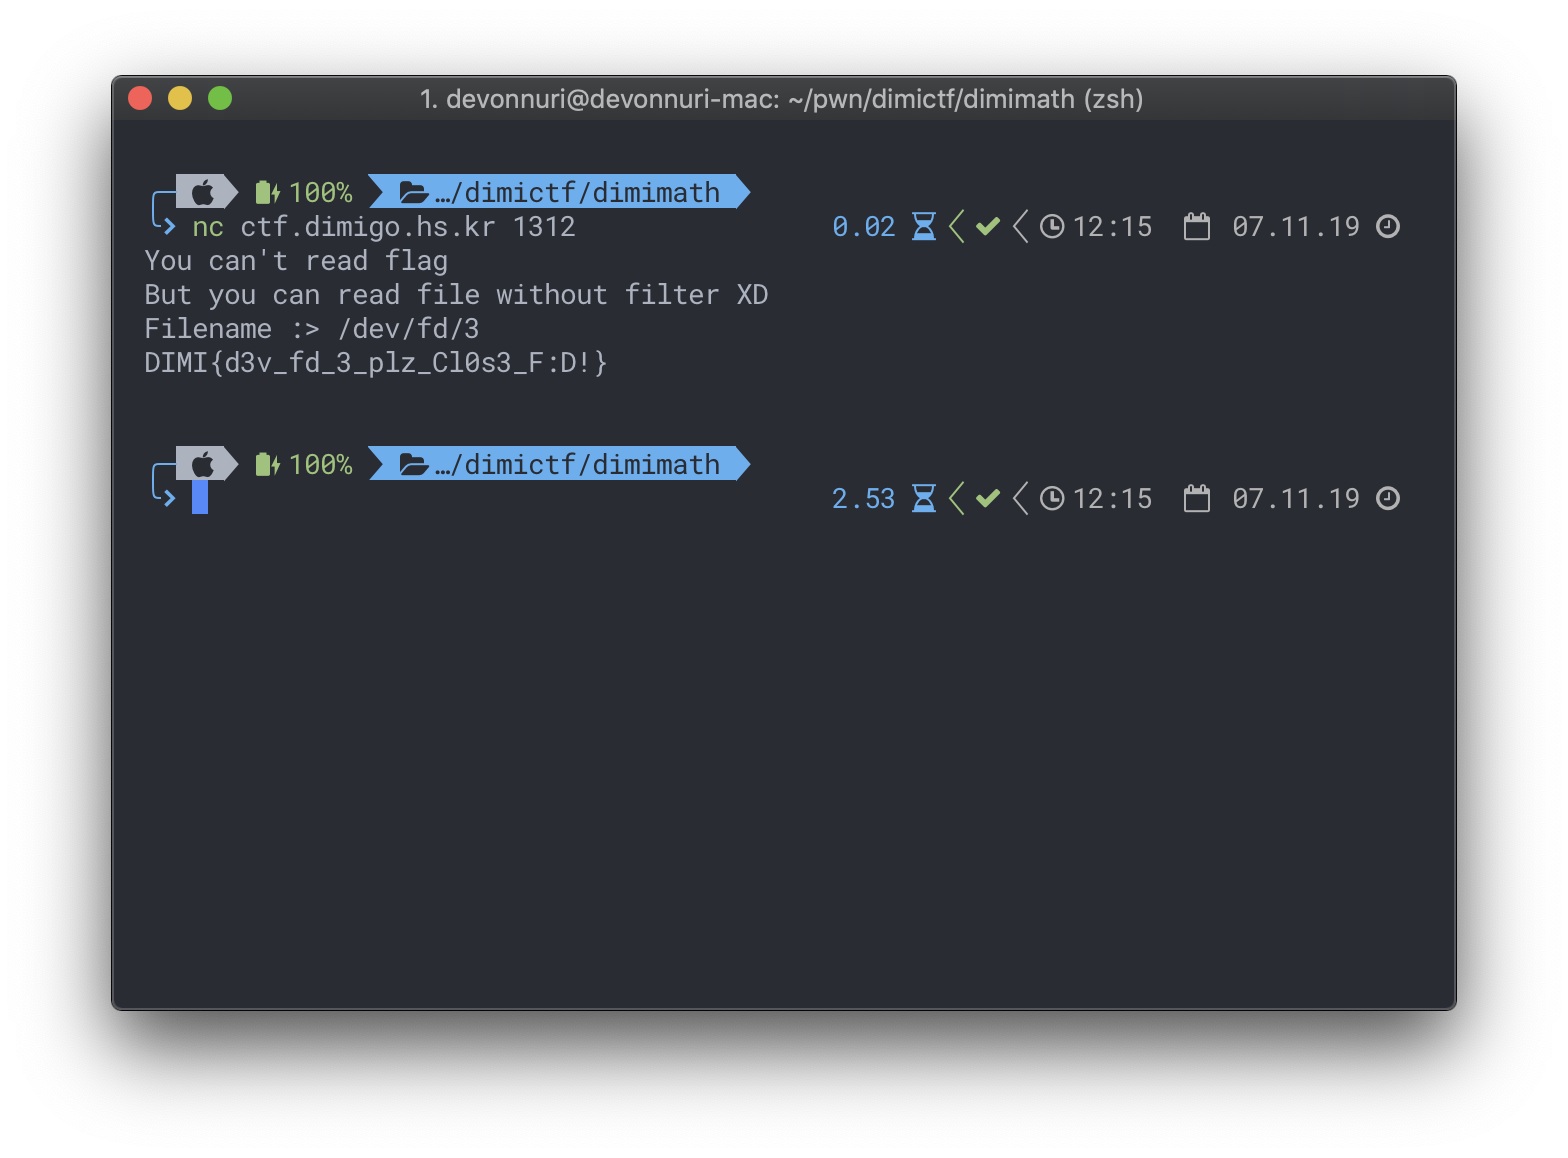 1. devonnuri@devonnuri-mac: ~/pwn/dimictf/dimimath (zsh)
100% …/dimictf/dimimath
nc ctf.dimigo.hs.kr 1312 0.02 12:15 07.11.19
You can't read flag
But you can read file without filter XD
Filename :> /dev/fd/3
DIMI{d3v_fd_3_plz_Cl0s3_F:D!}
100% …/dimictf/dimimath
2.53 12:15 07.11.19